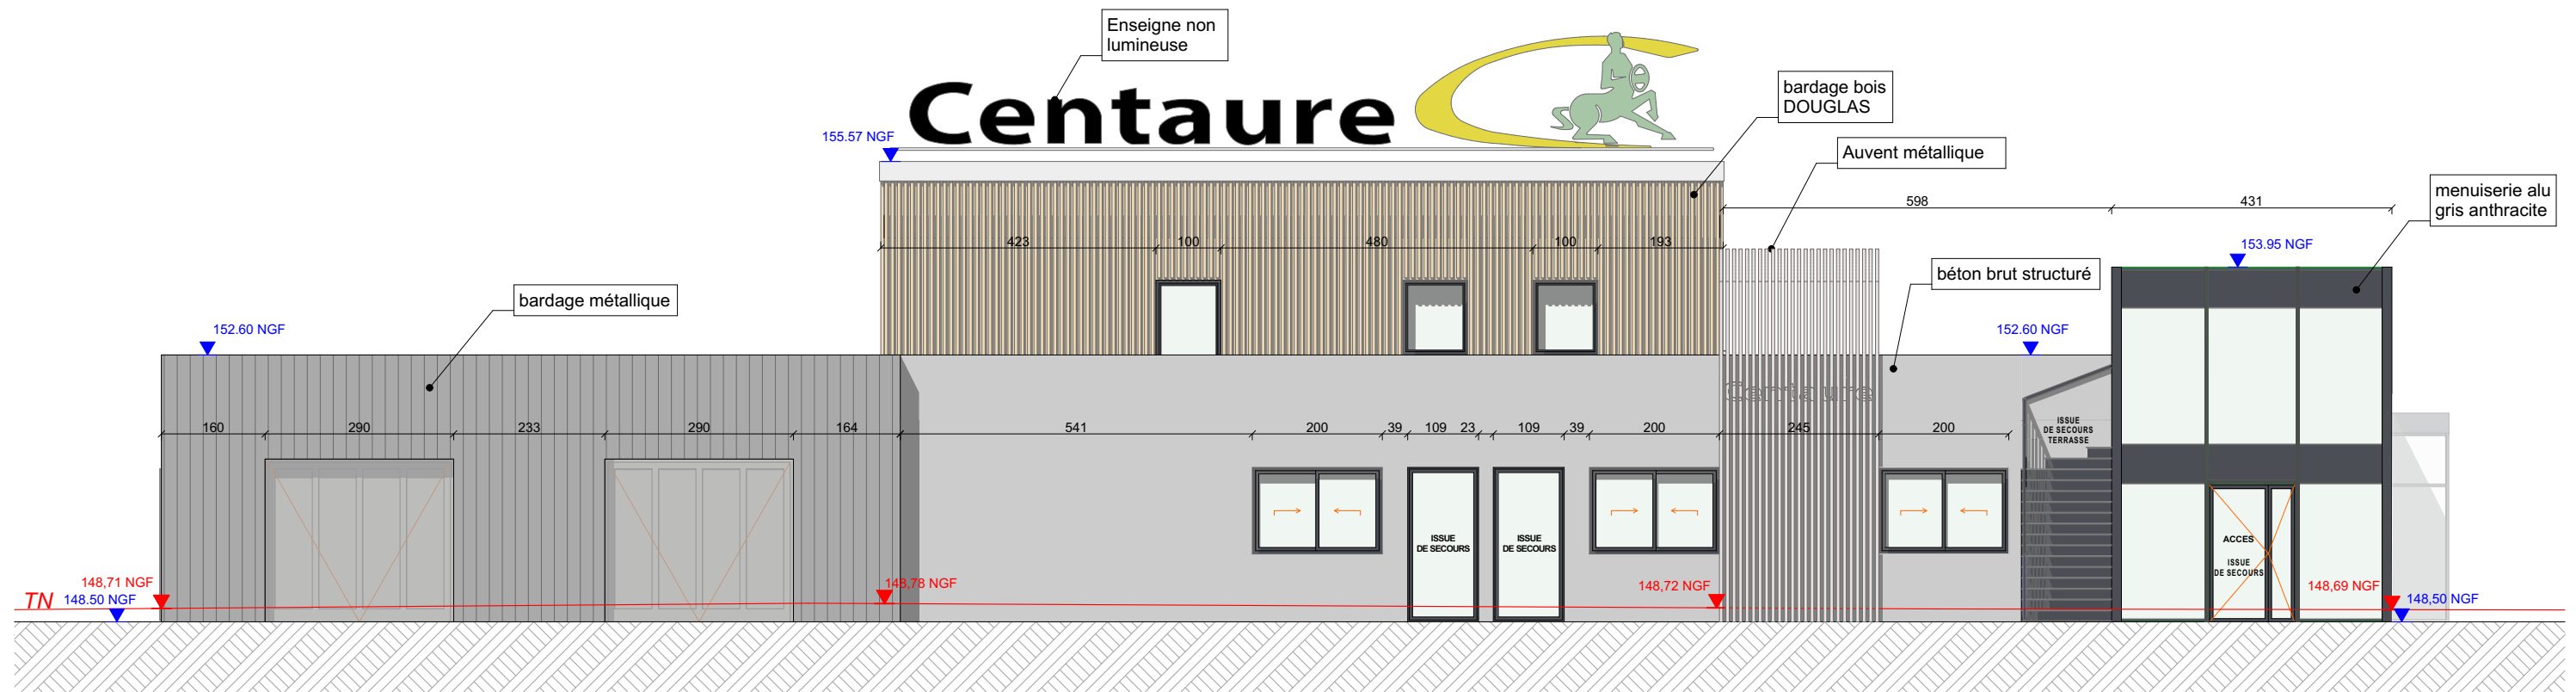 Enseigne non
lumineuse
Centaure
bardage bois
DOUGLAS
155.57 NGF
Auvent métallique
menuiserie alu
gris anthracite
598
431
423
100
480
100
193
153.95 NGF
béton brut structuré
bardage métallique
152.60 NGF
152.60 NGF
Centaure
160
290
233
290
164
541
200
39
109
23
109
39
200
245
200
ISSUE
DE SECOURS
TERRASSE
ISSUE
DE SECOURS
ISSUE
DE SECOURS
ACCES
ISSUE
DE SECOURS
148,71 NGF
148,78 NGF
148,72 NGF
148,69 NGF
TN
148.50 NGF
148,50 NGF